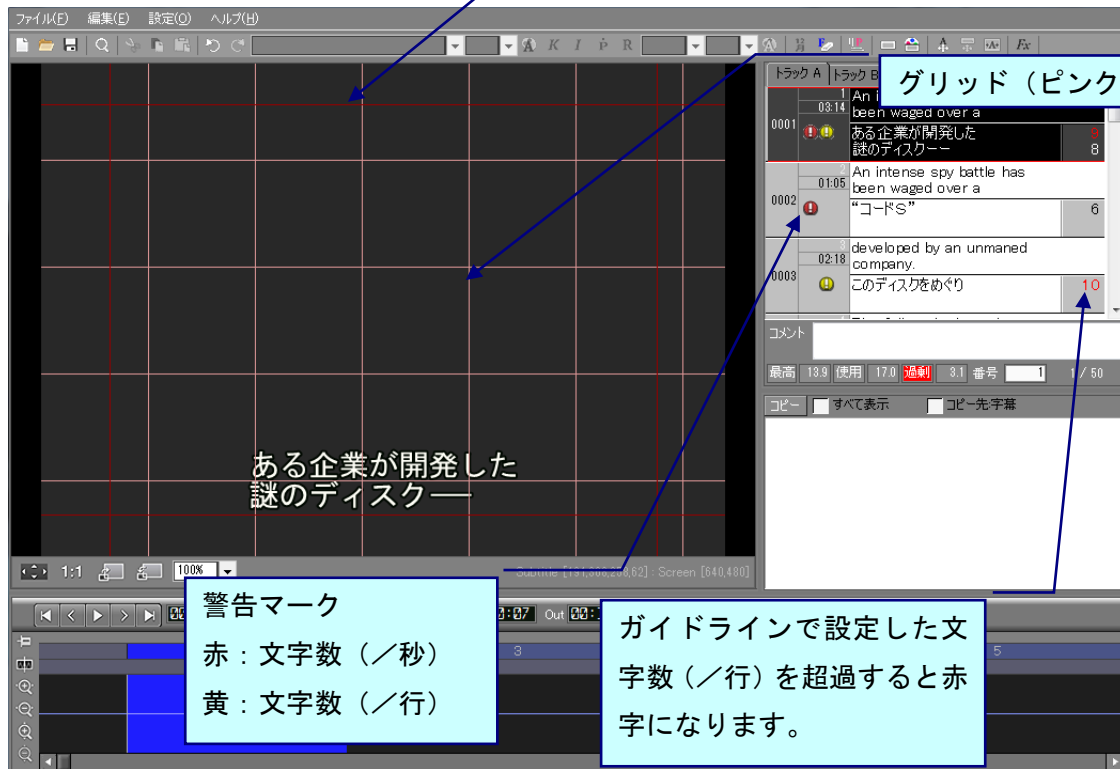 ファイル(F) 編集(E) 設定(O) ヘルプ(H)
K I R
Fx
トラック A トラック B
グリッド（ピンク
0001
1
03:14
An i
been waged over a
ある企業が開発した 9
謎のディスクーー 8
0002
2
01:05
An intense spy battle has
been waged over a
“コードS” 6
0003
3
02:18
developed by an unmaned
company.
このディスクをめぐり 10
コメント
最高 13.9 使用 17.0 過剰 3.1 番号 1 1 / 50
コピー すべて表示 コピー先:字幕
ある企業が開発した
謎のディスク──
1:1 100%
Screen [640,480]
警告マーク
赤：文字数（／秒）
黄：文字数（／行）
:07 Out 00:
3 5
ガイドラインで設定した文
字数（／行）を超過すると赤
字になります。